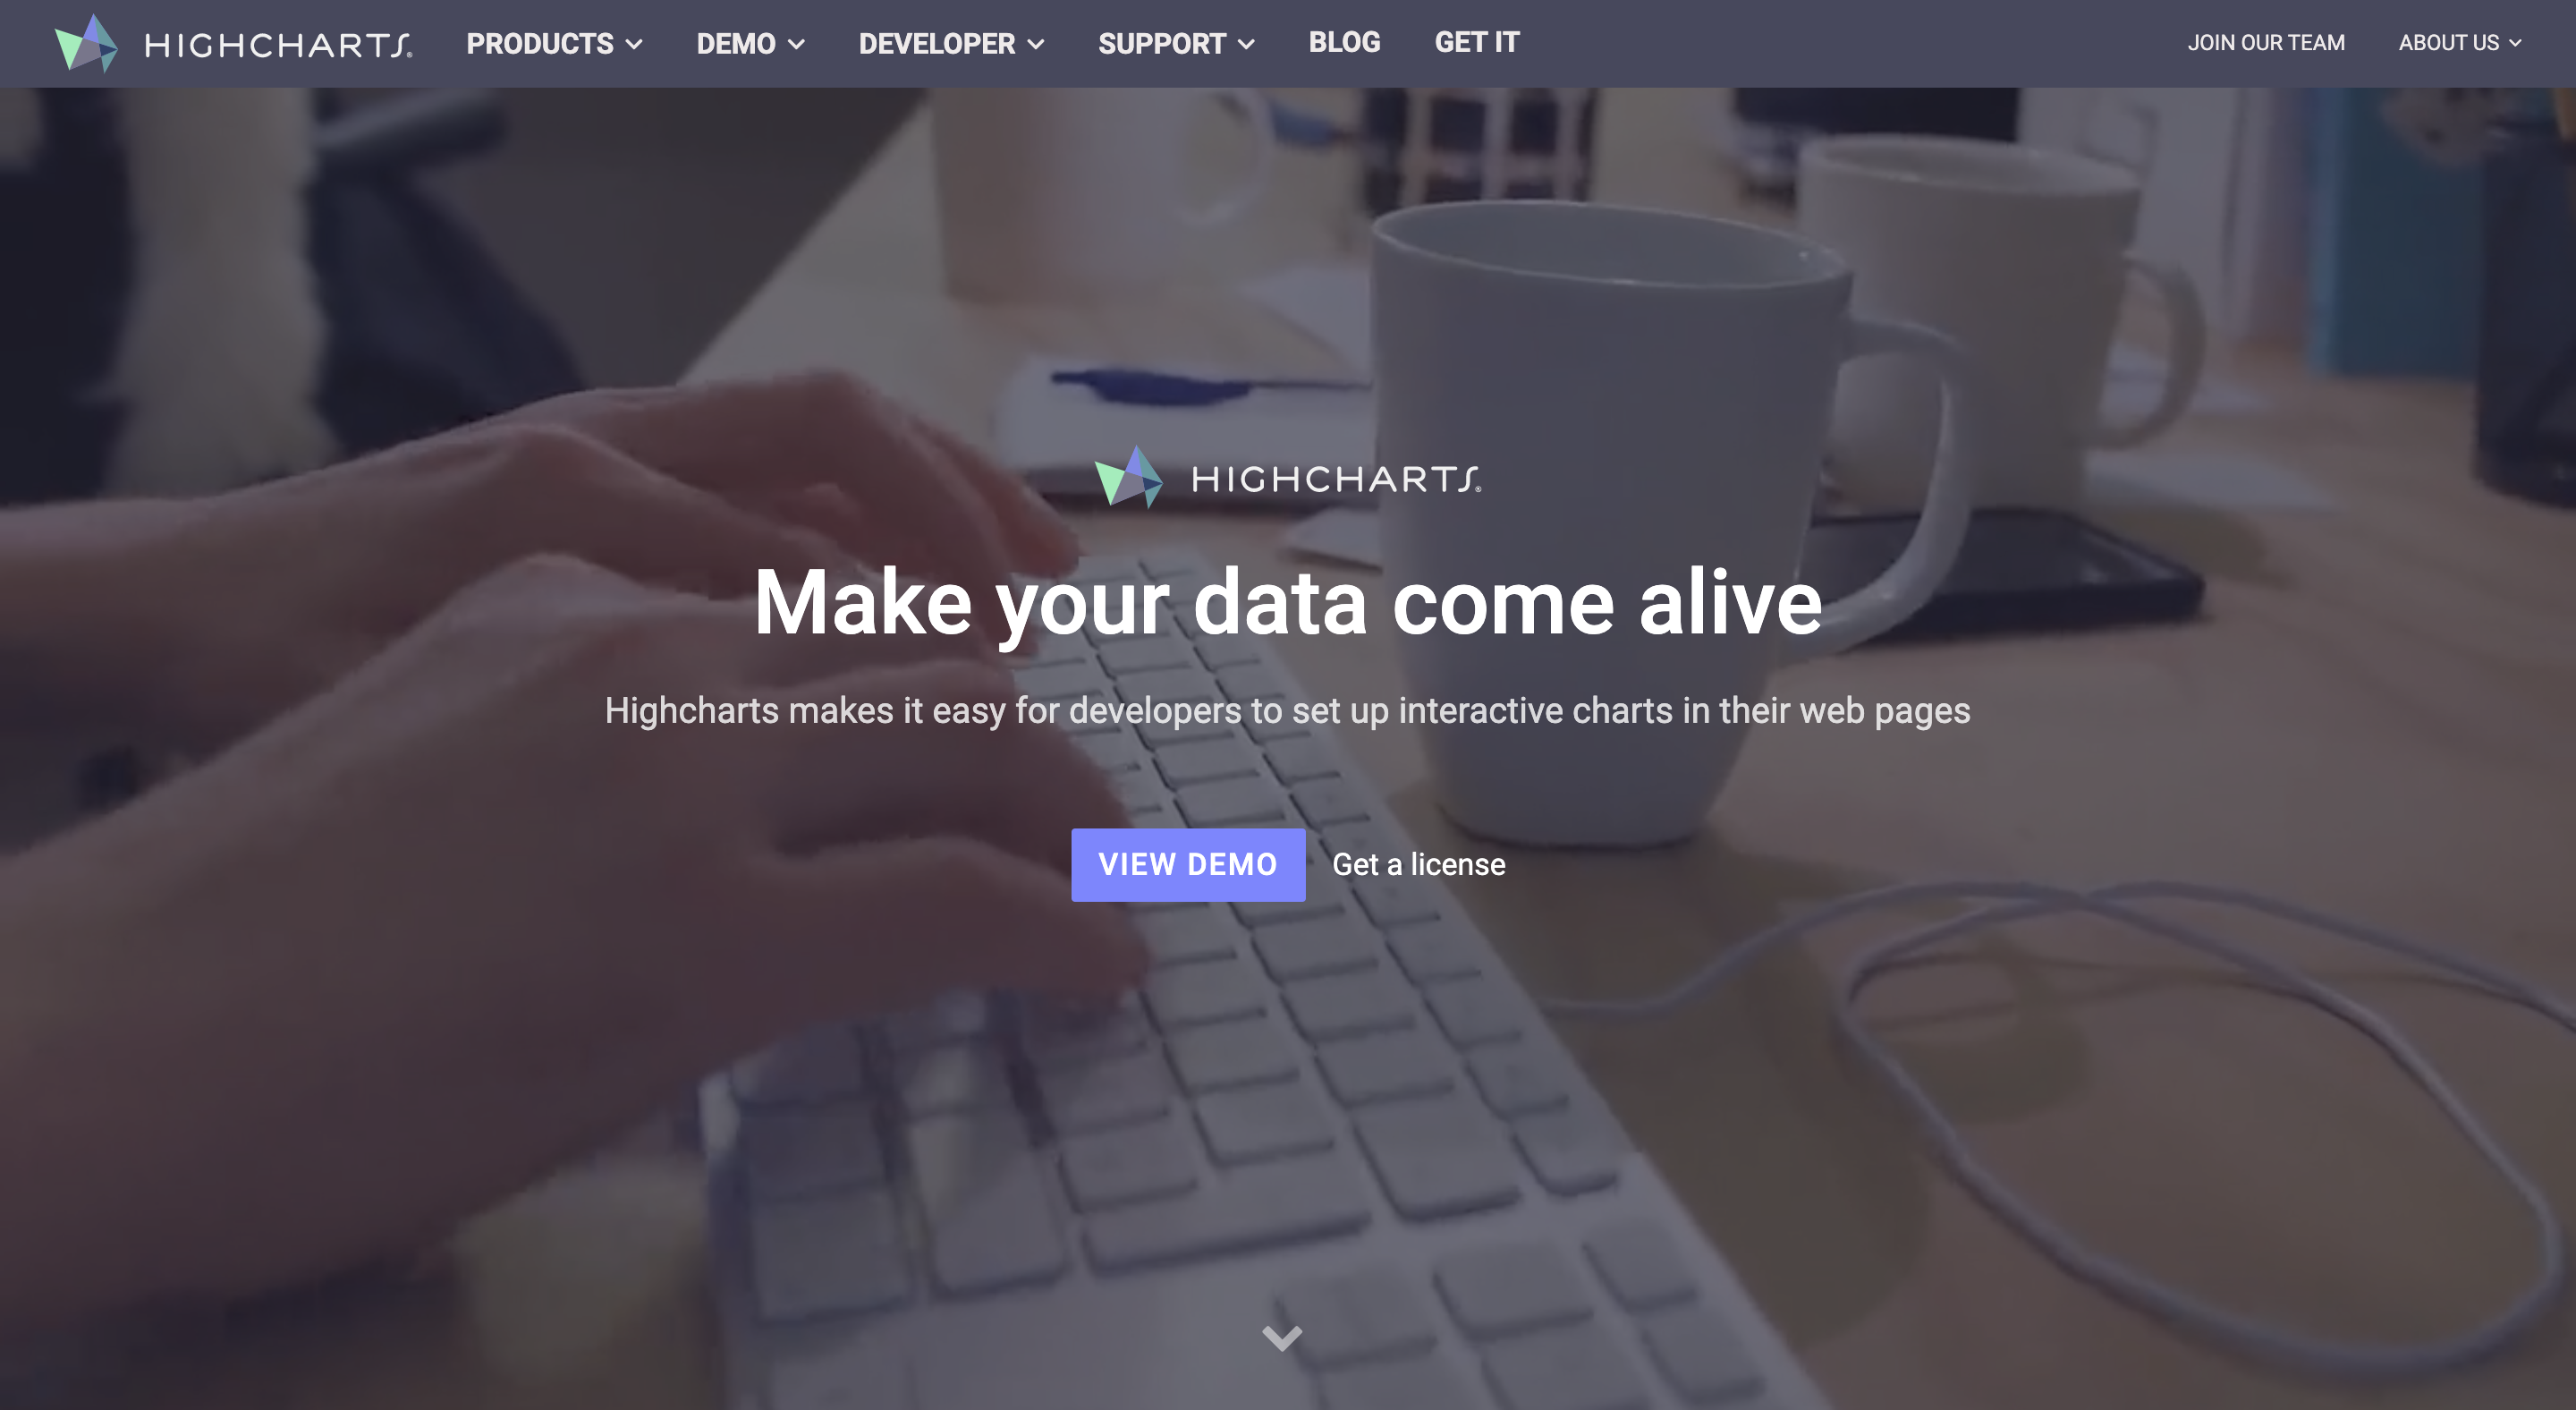 HIGHCHARTS® PRODUCTS DEMO DEVELOPER SUPPORT BLOG GET IT JOIN OUR TEAM ABOUT US
HIGHCHARTS®
Make your data come alive
Highcharts makes it easy for developers to set up interactive charts in their web pages
VIEW DEMO Get a license